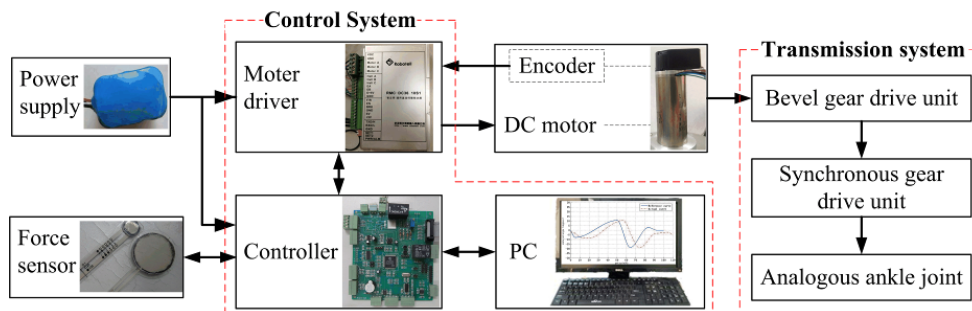 Control System
Power
supply
Moter
driver
Encoder
DC motor
Transmission system
Bevel gear drive unit
Synchronous gear
drive unit
Analogous ankle joint
Force
sensor
Controller
PC